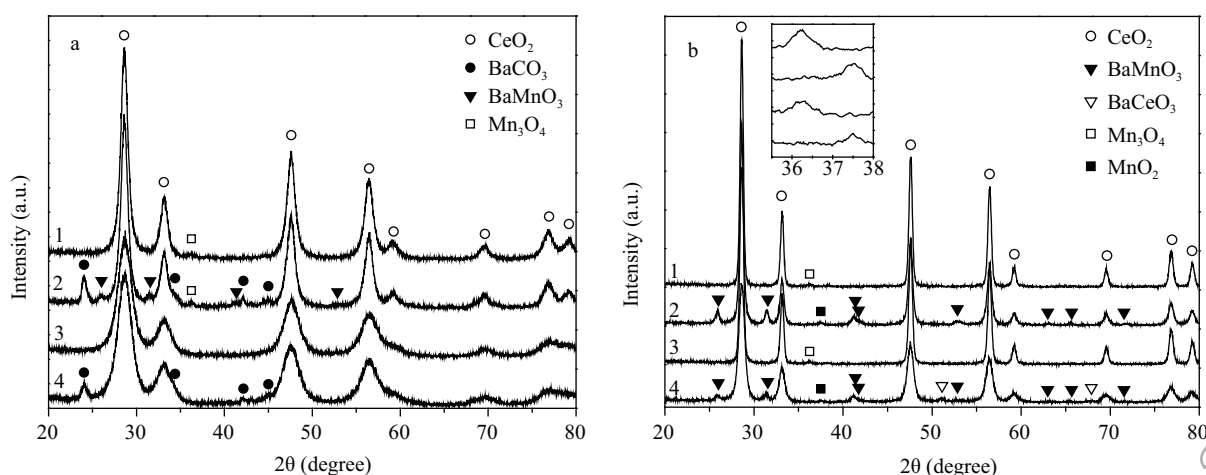 a
○ CeO₂
● BaCO₃
▼ BaMnO₃
□ Mn₃O₄
1
2
3
4
Intensity (a.u.)
20 30 40 50 60 70 80
2θ (degree)
b
○ CeO₂
▼ BaMnO₃
▽ BaCeO₃
□ Mn₃O₄
■ MnO₂
36 37 38
1
2
3
4
Intensity (a.u.)
20 30 40 50 60 70 80
2θ (degree)